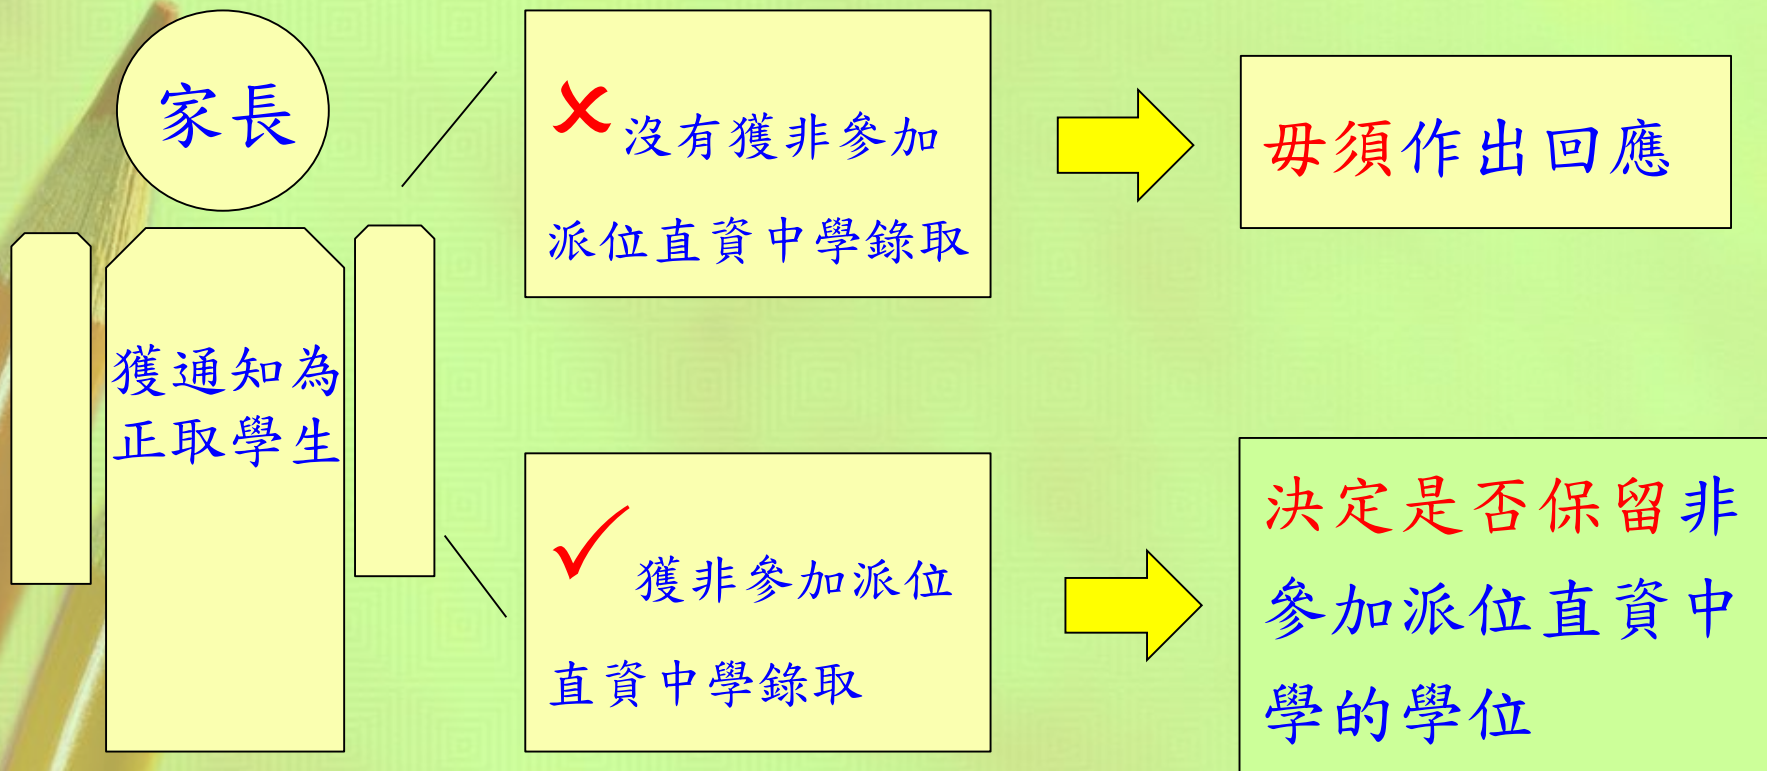 家長
獲通知為
正取學生
沒有獲非參加
派位直資中學錄取
毋須作出回應
獲非參加派位
直資中學錄取
決定是否保留非
參加派位直資中
學的學位